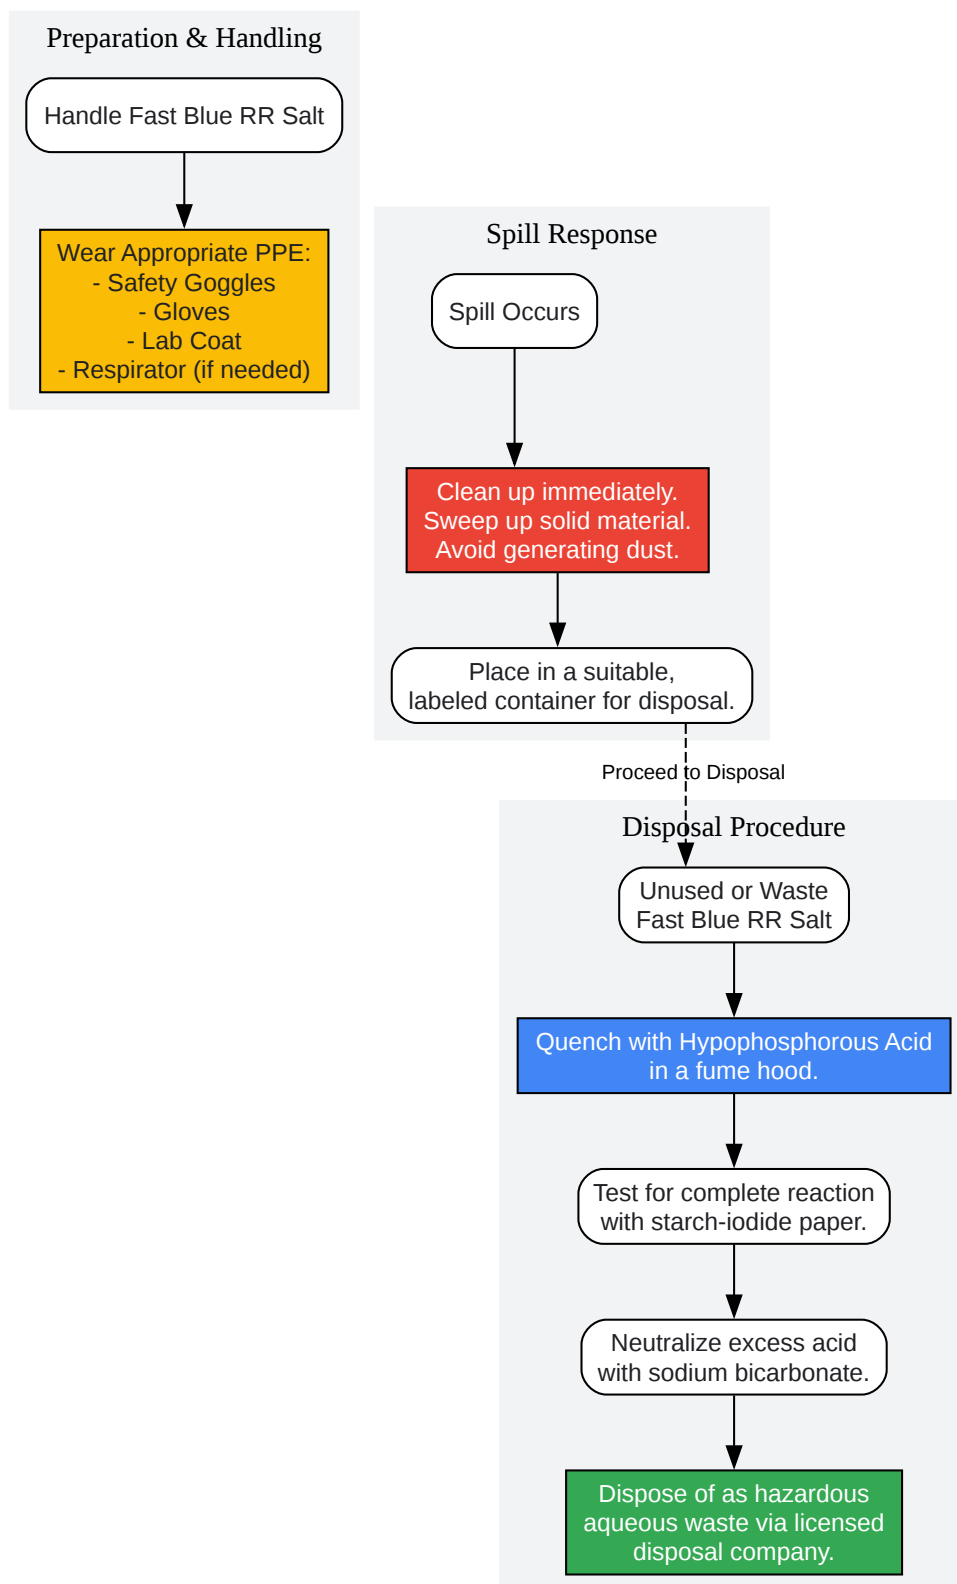 Preparation & Handling
Handle Fast Blue RR Salt
Wear Appropriate PPE:
- Safety Goggles
- Gloves
- Lab Coat
- Respirator (if needed)
Spill Response
Spill Occurs
Clean up immediately.
Sweep up solid material.
Avoid generating dust.
Place in a suitable,
labeled container for disposal.
Proceed to Disposal
Disposal Procedure
Unused or Waste
Fast Blue RR Salt
Quench with Hypophosphorous Acid
in a fume hood.
Test for complete reaction
with starch-iodide paper.
Neutralize excess acid
with sodium bicarbonate.
Dispose of as hazardous
aqueous waste via licensed
disposal company.